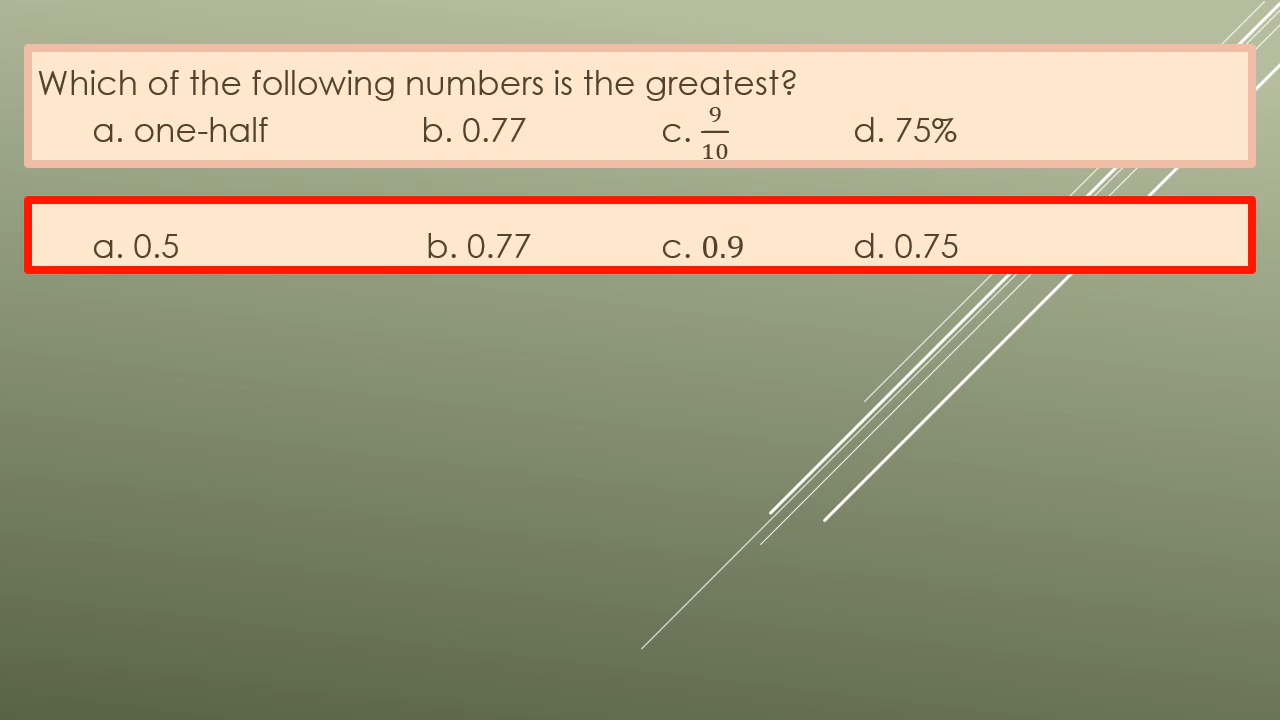 Which of the following numbers is the greatest?
a. one-half b. 0.77 c. 9/10 d. 75%
a. 0.5 b. 0.77 c. 0.9 d. 0.75